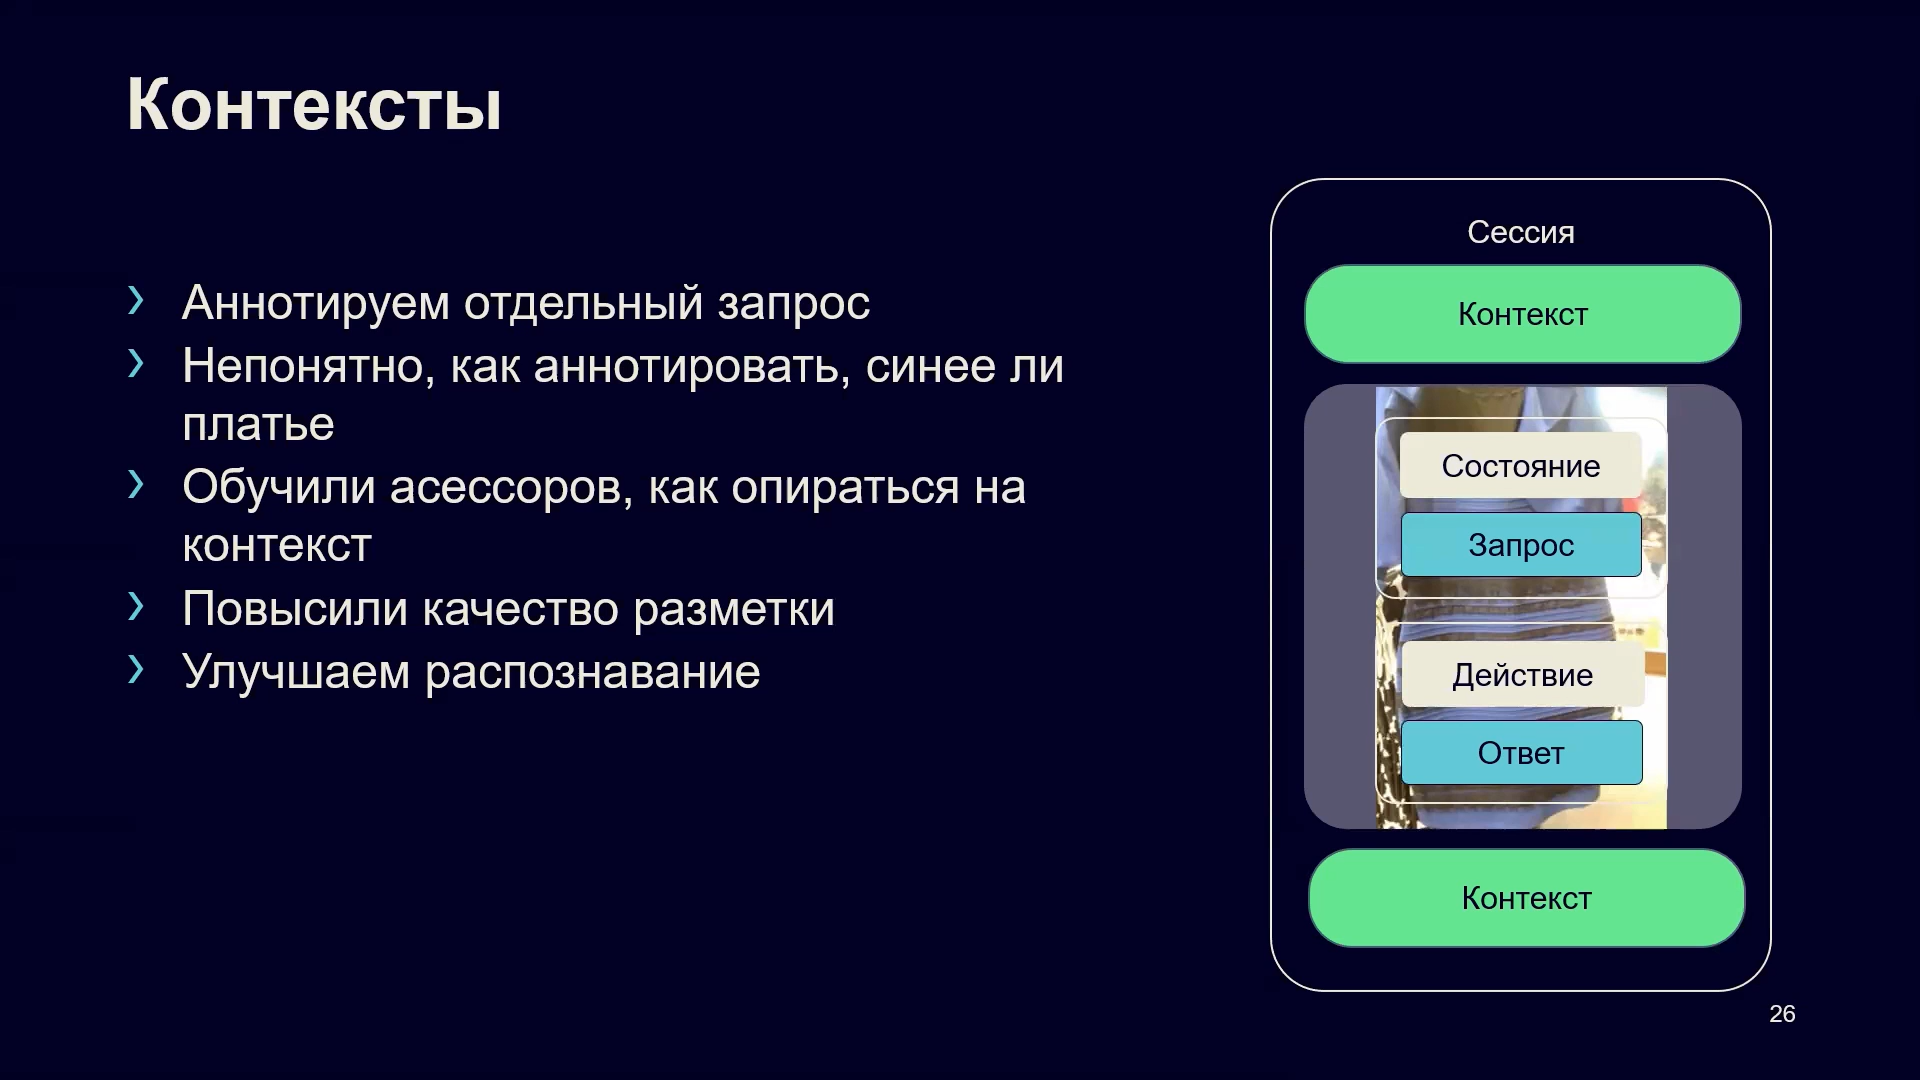 Контексты
Аннотируем отдельный запрос
Непонятно, как аннотировать, синее ли
платье
Обучили асессоров, как опираться на
контекст
Повысили качество разметки
Улучшаем распознавание
Сессия
Контекст
Состояние
Запрос
Действие
Ответ
Контекст
26